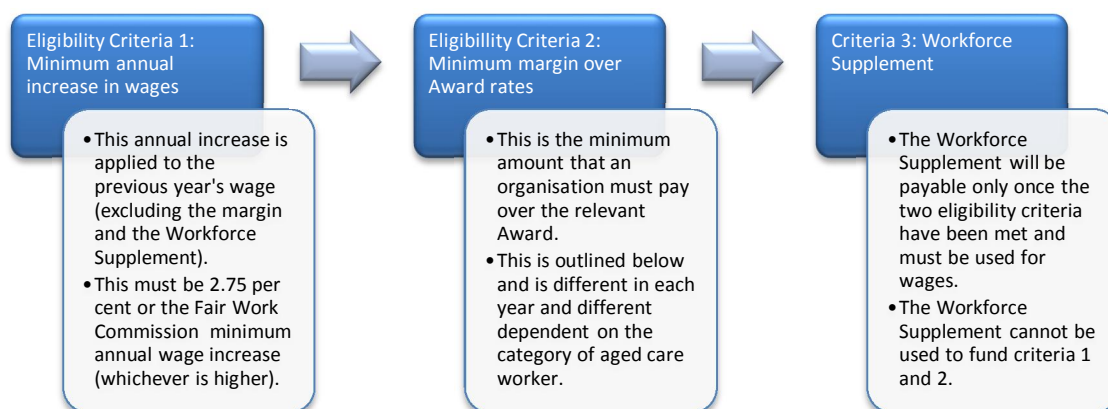 Eligibility Criteria 1:
Minimum annual
increase in wages
•This annual increase is
applied to the
previous year's wage
(excluding the margin
and the Workforce
Supplement).
•This must be 2.75 per
cent or the Fair Work
Commission minimum
annual wage increase
(whichever is higher).
Eligibillity Criteria 2:
Minimum margin over
Award rates
•This is the minimum
amount that an
organisation must pay
over the relevant
Award.
•This is outlined below
and is different in each
year and different
dependent on the
category of aged care
worker.
Criteria 3: Workforce
Supplement
•The Workforce
Supplement will be
payable only once the
two eligibility criteria
have been met and
must be used for
wages.
•The Workforce
Supplement cannot be
used to fund criteria 1
and 2.